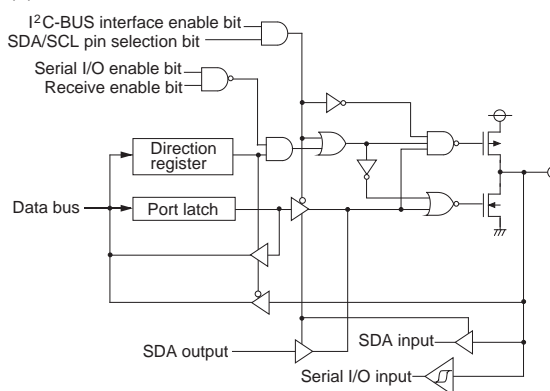 I²C-BUS interface enable bit
SDA/SCL pin selection bit
Serial I/O enable bit
Receive enable bit
Direction
register
Data bus
Port latch
SDA input
SDA output
Serial I/O input